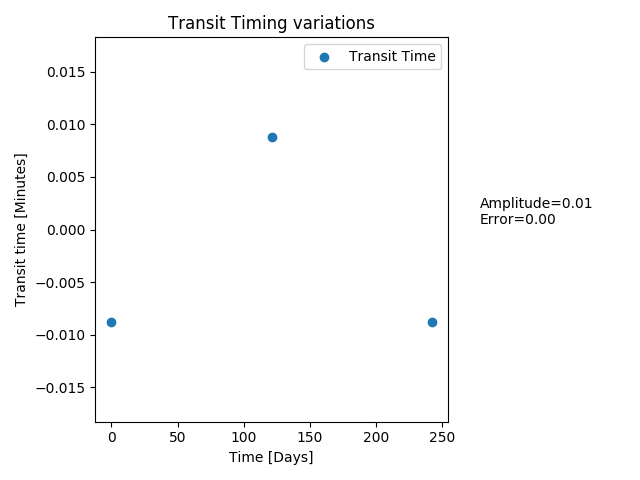 Transit Timing variations
Transit Time
0.015
0.010
0.005
0.000
−0.005
−0.010
−0.015
Transit time [Minutes]
Amplitude=0.01
Error=0.00
0 50 100 150 200 250
Time [Days]